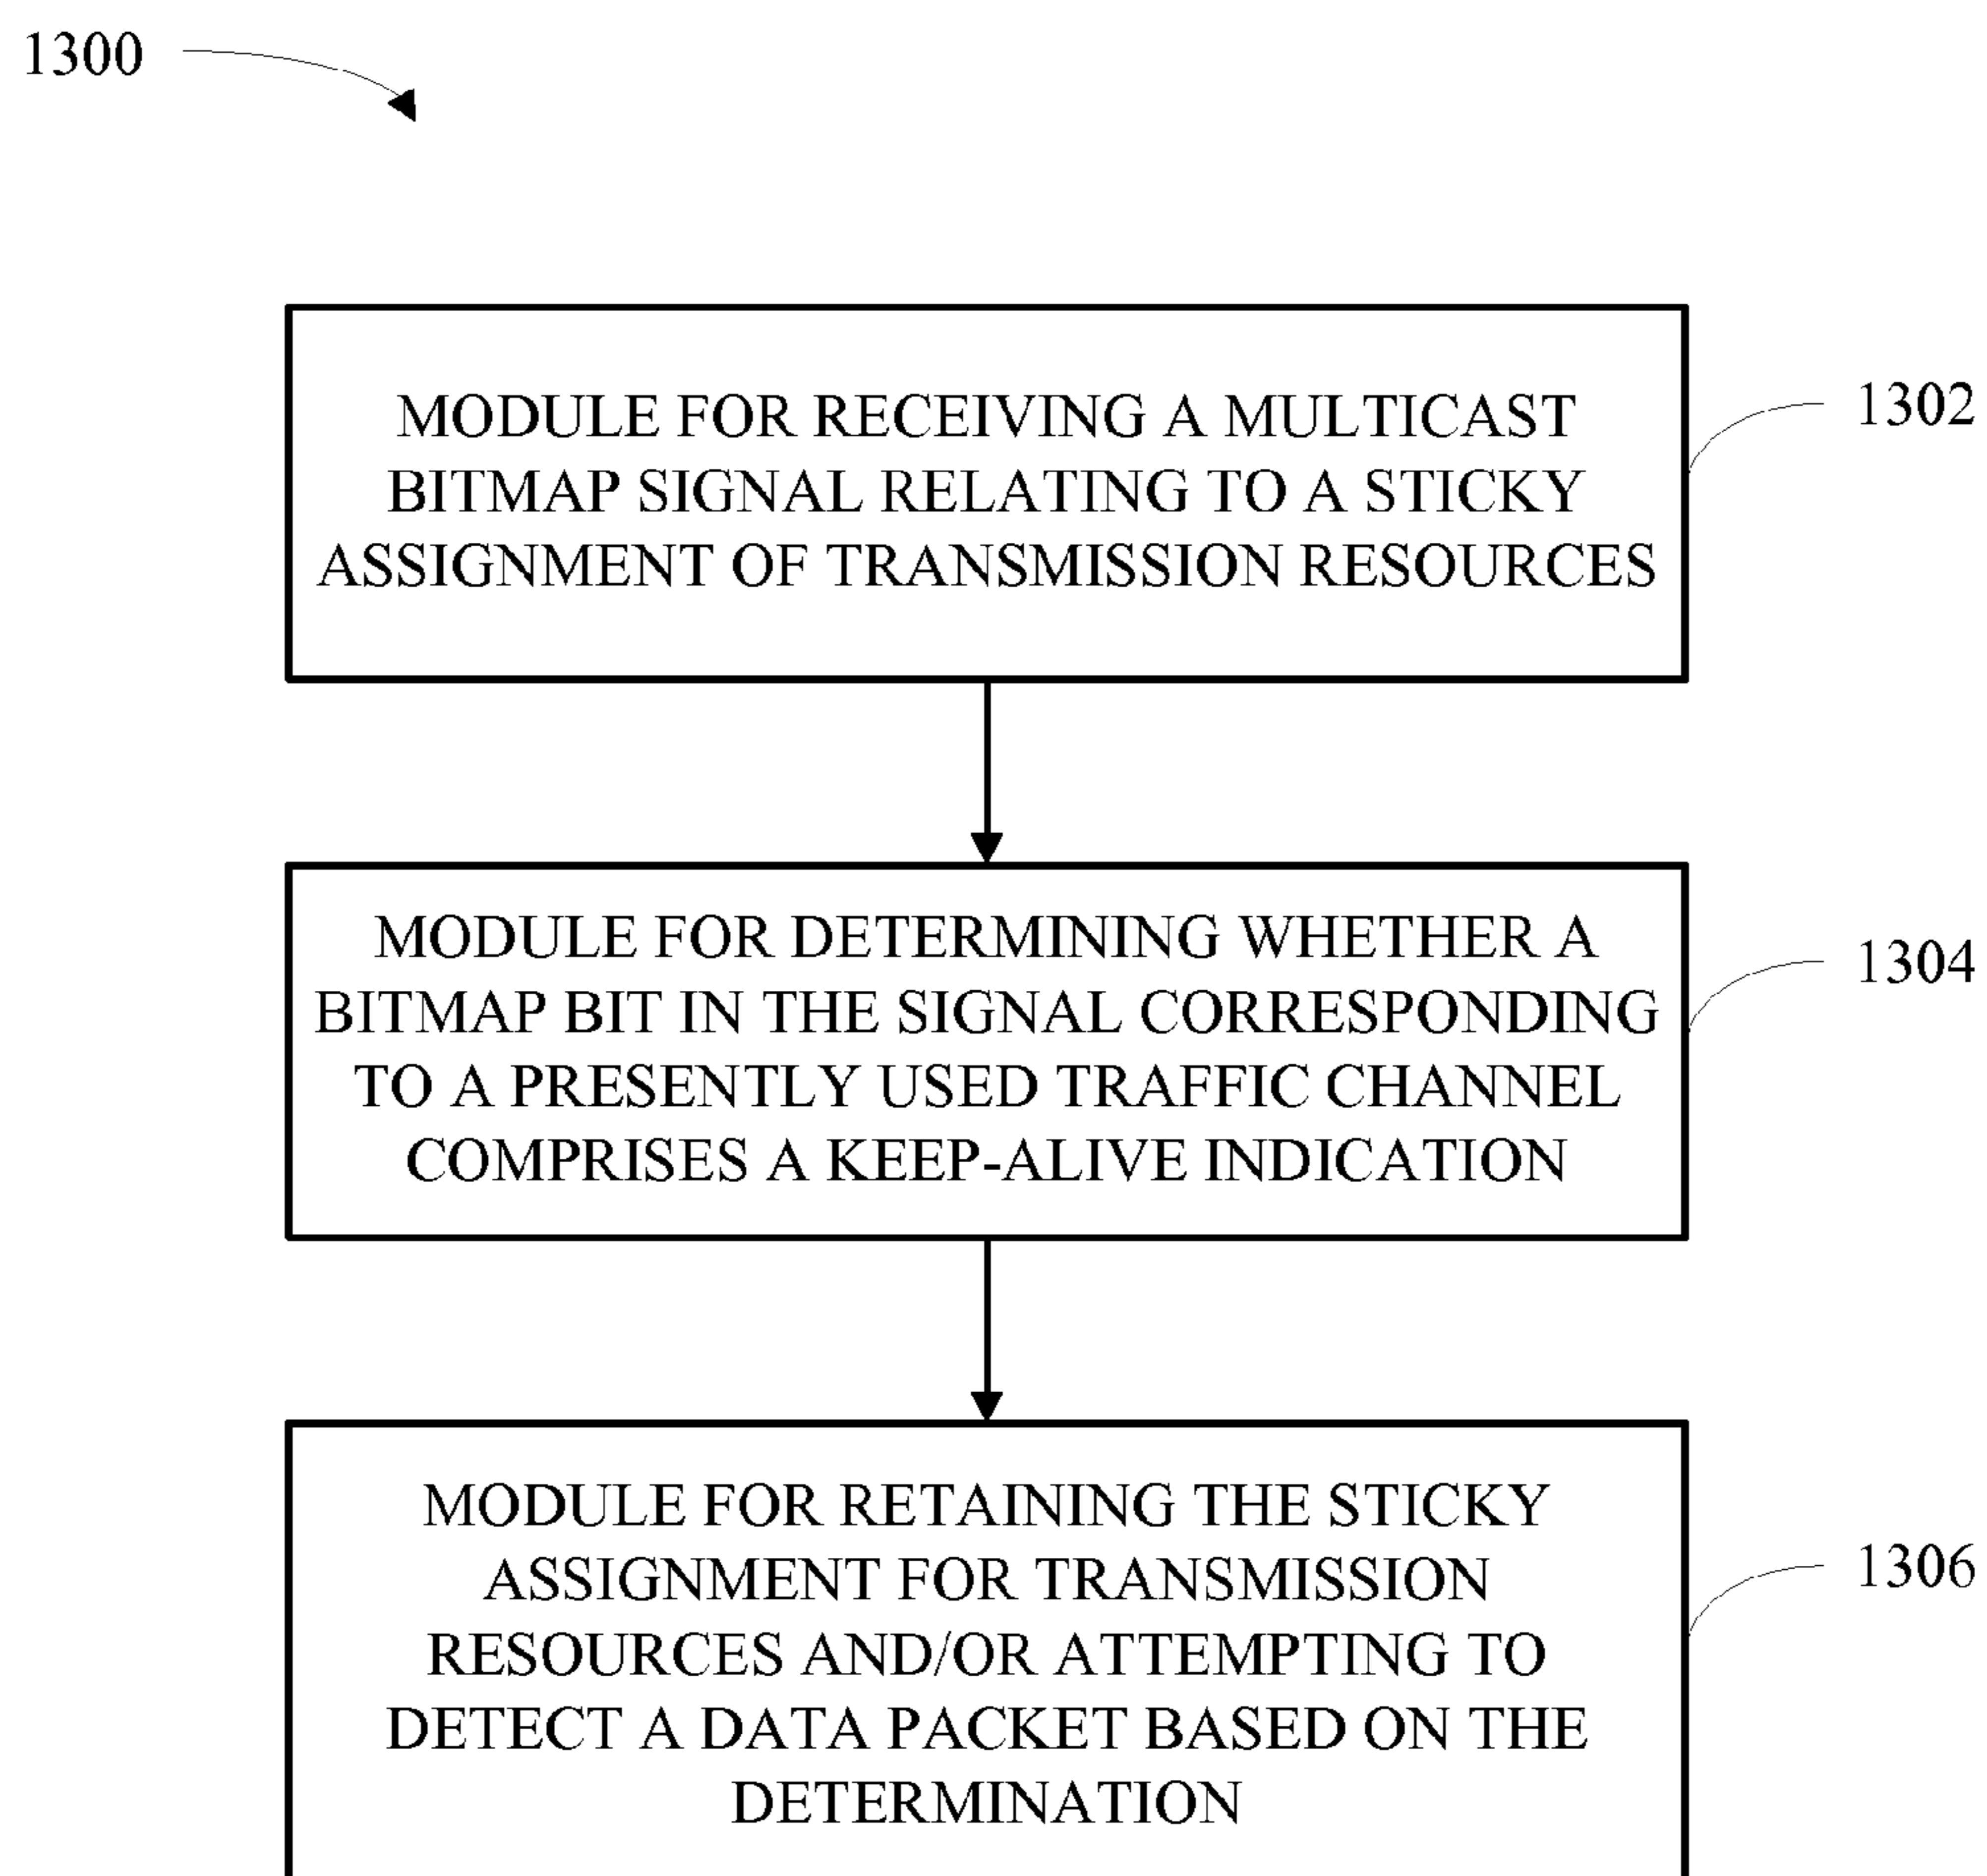 1300
MODULE FOR RECEIVING A MULTICAST
BITMAP SIGNAL RELATING TO A STICKY
ASSIGNMENT OF TRANSMISSION RESOURCES
1302
MODULE FOR DETERMINING WHETHER A
BITMAP BIT IN THE SIGNAL CORRESPONDING
TO A PRESENTLY USED TRAFFIC CHANNEL
COMPRISES A KEEP-ALIVE INDICATION
1304
MODULE FOR RETAINING THE STICKY
ASSIGNMENT FOR TRANSMISSION
RESOURCES AND/OR ATTEMPTING TO
DETECT A DATA PACKET BASED ON THE
DETERMINATION
1306